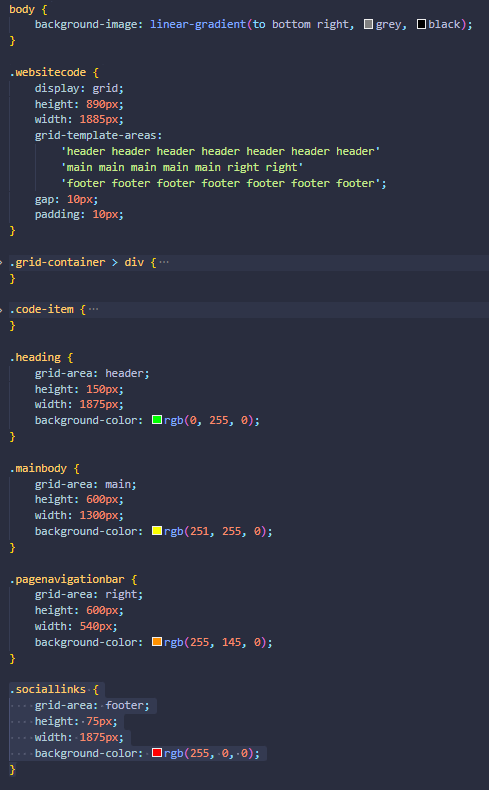 body {
background-image: linear-gradient(to bottom right, grey, black);
}
.websitecode {
display: grid;
height: 890px;
width: 1885px;
grid-template-areas:
'header header header header header header header'
'main main main main main right right'
'footer footer footer footer footer footer footer';
gap: 10px;
padding: 10px;
}
.grid-container > div { ···
}
.code-item { ···
}
.heading {
grid-area: header;
height: 150px;
width: 1875px;
background-color: rgb(0, 255, 0);
}
.mainbody {
grid-area: main;
height: 600px;
width: 1300px;
background-color: rgb(251, 255, 0);
}
.pagenavigationbar {
grid-area: right;
height: 600px;
width: 540px;
background-color: rgb(255, 145, 0);
}
.sociallinks {
grid-area: footer;
height: 75px;
width: 1875px;
background-color: rgb(255, 0, 0);
}